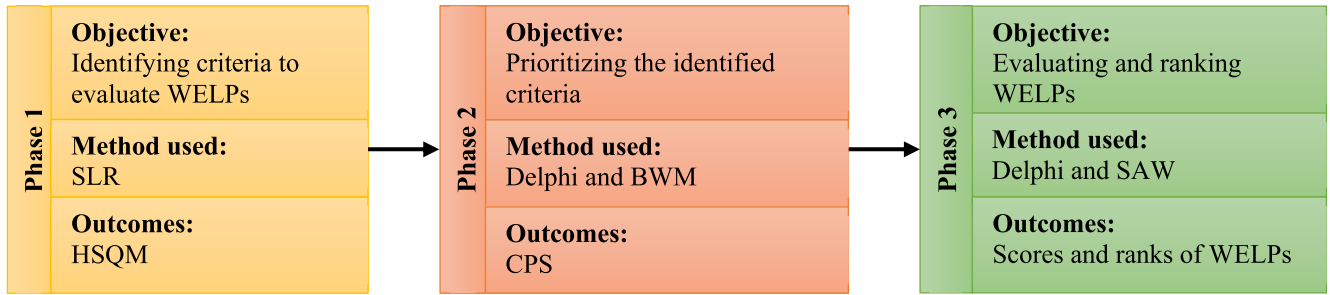 Phase 1
Objective:
Identifying criteria to
evaluate WELPs
Method used:
SLR
Outcomes:
HSQM
Phase 2
Objective:
Prioritizing the identified
criteria
Method used:
Delphi and BWM
Outcomes:
CPS
Phase 3
Objective:
Evaluating and ranking
WELPs
Method used:
Delphi and SAW
Outcomes:
Scores and ranks of WELPs